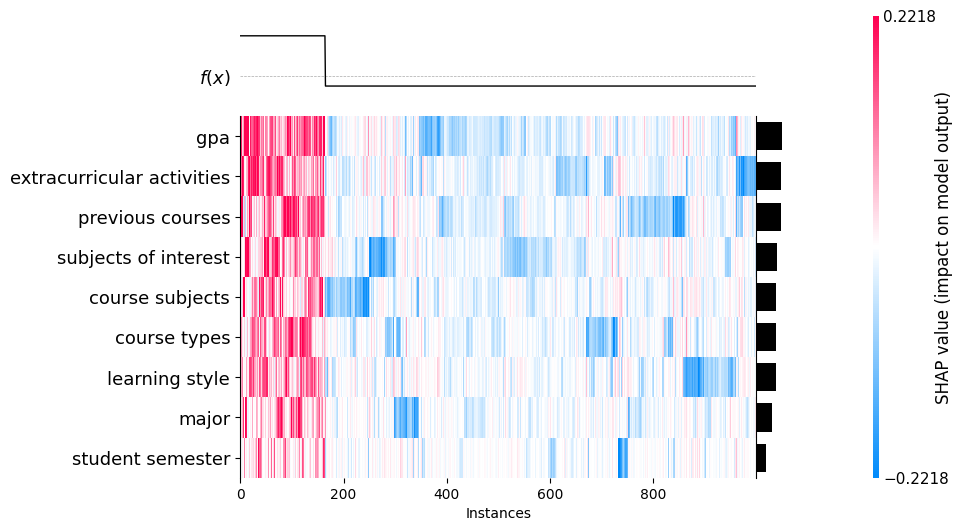 0.2218
f(x)
gpa
extracurricular activities
previous courses
subjects of interest
course subjects
course types
learning style
major
student semester
0 200 400 600 800
Instances
SHAP value (impact on model output)
−0.2218